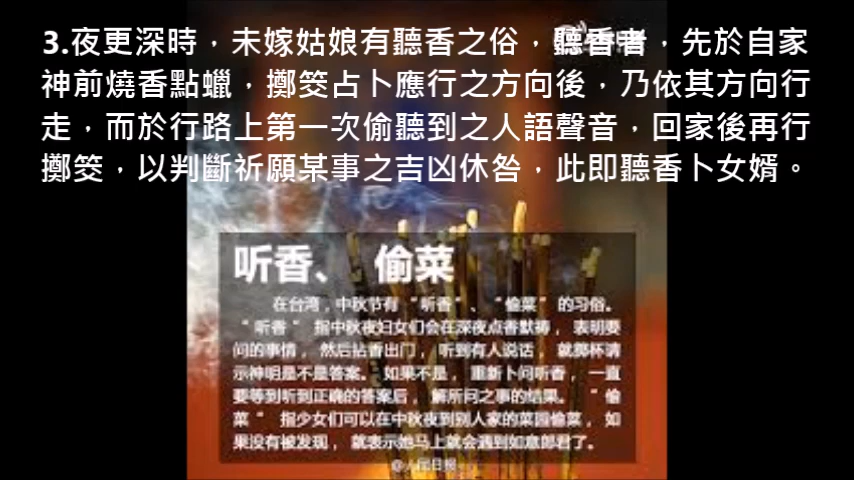 3.夜更深時，未嫁姑娘有聽香之俗，聽香者，先於自家
神前燒香點蠟，擲筊占卜應行之方向後，乃依其方向行
走，而於行路上第一次偷聽到之人語聲音，回家後再行
擲筊，以判斷祈願某事之吉凶休咎，此即聽香卜女婿。
听香、 偷菜
在台湾，中秋节有“听香”、“偷菜”的习俗。
“听香”指中秋夜妇女们会在深夜点香默祷，表明要
问的事情，然后拈香出门，听到有人说话，就掷杯请
示神明是不是答案。如果不是，重新卜问听香，一直
要等到听到正确的答案后，解所问之事的结果。“偷
菜”指少女们可以在中秋夜到别人家的菜园偷菜，如
果没有被发现，就表示她马上就会遇到如意郎君了。
@人民日报